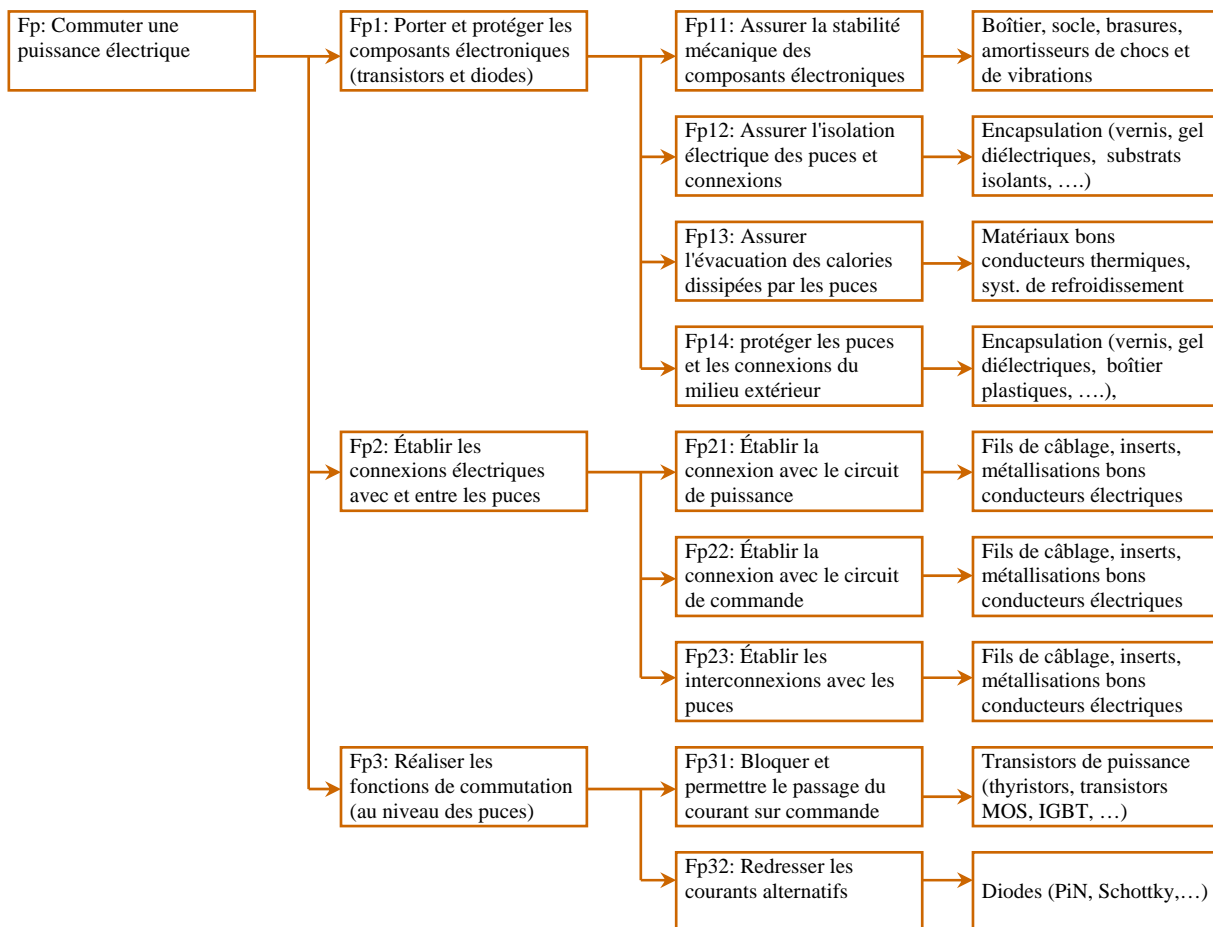 Fp: Commuter une
puissance électrique
Fp1: Porter et protéger les
composants électroniques
(transistors et diodes)
Fp11: Assurer la stabilité
mécanique des
composants électroniques
Boîtier, socle, brasures,
amortisseurs de chocs et
de vibrations
Fp12: Assurer l'isolation
électrique des puces et
connexions
Encapsulation (vernis, gel
diélectriques, substrats
isolants, ….)
Fp13: Assurer
l'évacuation des calories
dissipées par les puces
Matériaux bons
conducteurs thermiques,
syst. de refroidissement
Fp14: protéger les puces
et les connexions du
milieu extérieur
Encapsulation (vernis, gel
diélectriques, boîtier
plastiques, ….),
Fp2: Établir les
connexions électriques
avec et entre les puces
Fp21: Établir la
connexion avec le circuit
de puissance
Fils de câblage, inserts,
métallisations bons
conducteurs électriques
Fp22: Établir la
connexion avec le circuit
de commande
Fils de câblage, inserts,
métallisations bons
conducteurs électriques
Fp23: Établir les
interconnexions avec les
puces
Fils de câblage, inserts,
métallisations bons
conducteurs électriques
Fp3: Réaliser les
fonctions de commutation
(au niveau des puces)
Fp31: Bloquer et
permettre le passage du
courant sur commande
Transistors de puissance
(thyristors, transistors
MOS, IGBT, …)
Fp32: Redresser les
courants alternatifs
Diodes (PiN, Schottky,…)